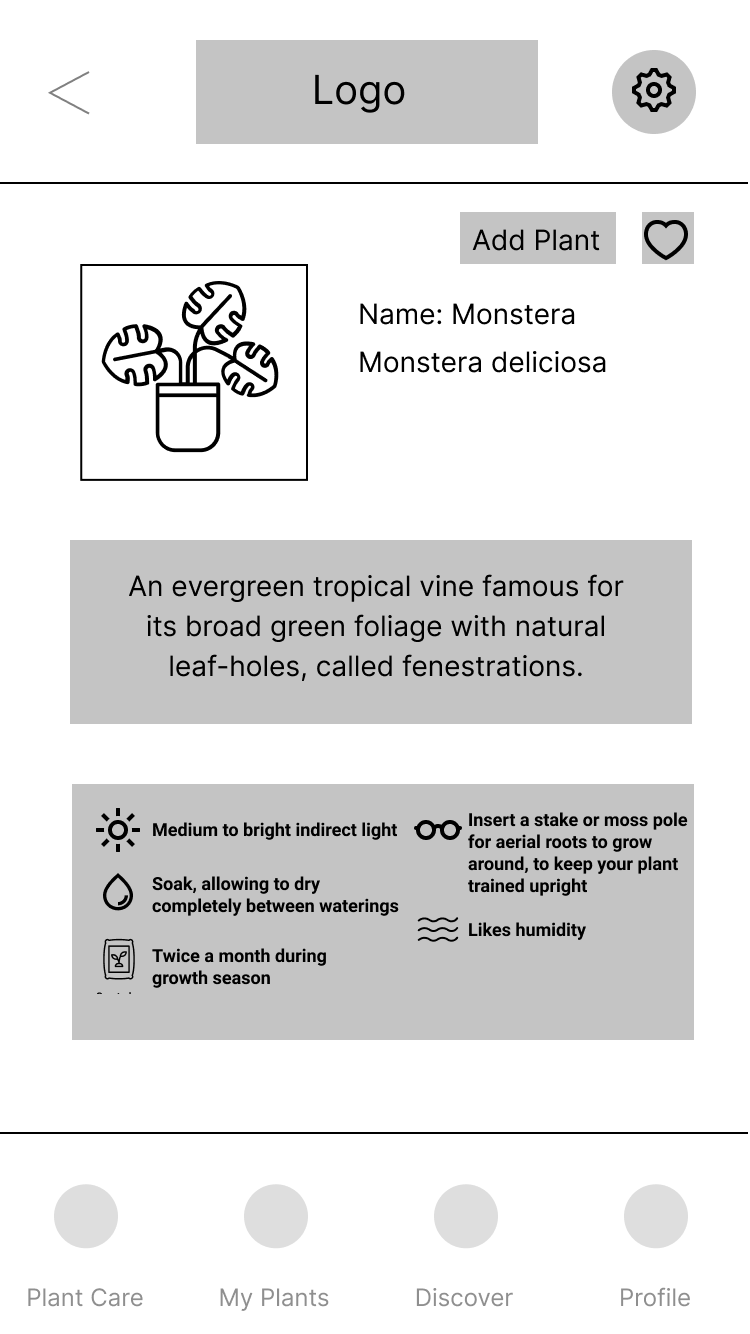 Logo
Add Plant
Name: Monstera
Monstera deliciosa
An evergreen tropical vine famous for
its broad green foliage with natural
leaf-holes, called fenestrations.
Medium to bright indirect light
Soak, allowing to dry
completely between waterings
Twice a month during
growth season
Insert a stake or moss pole
for aerial roots to grow
around, to keep your plant
trained upright
Likes humidity
Plant Care
My Plants
Discover
Profile